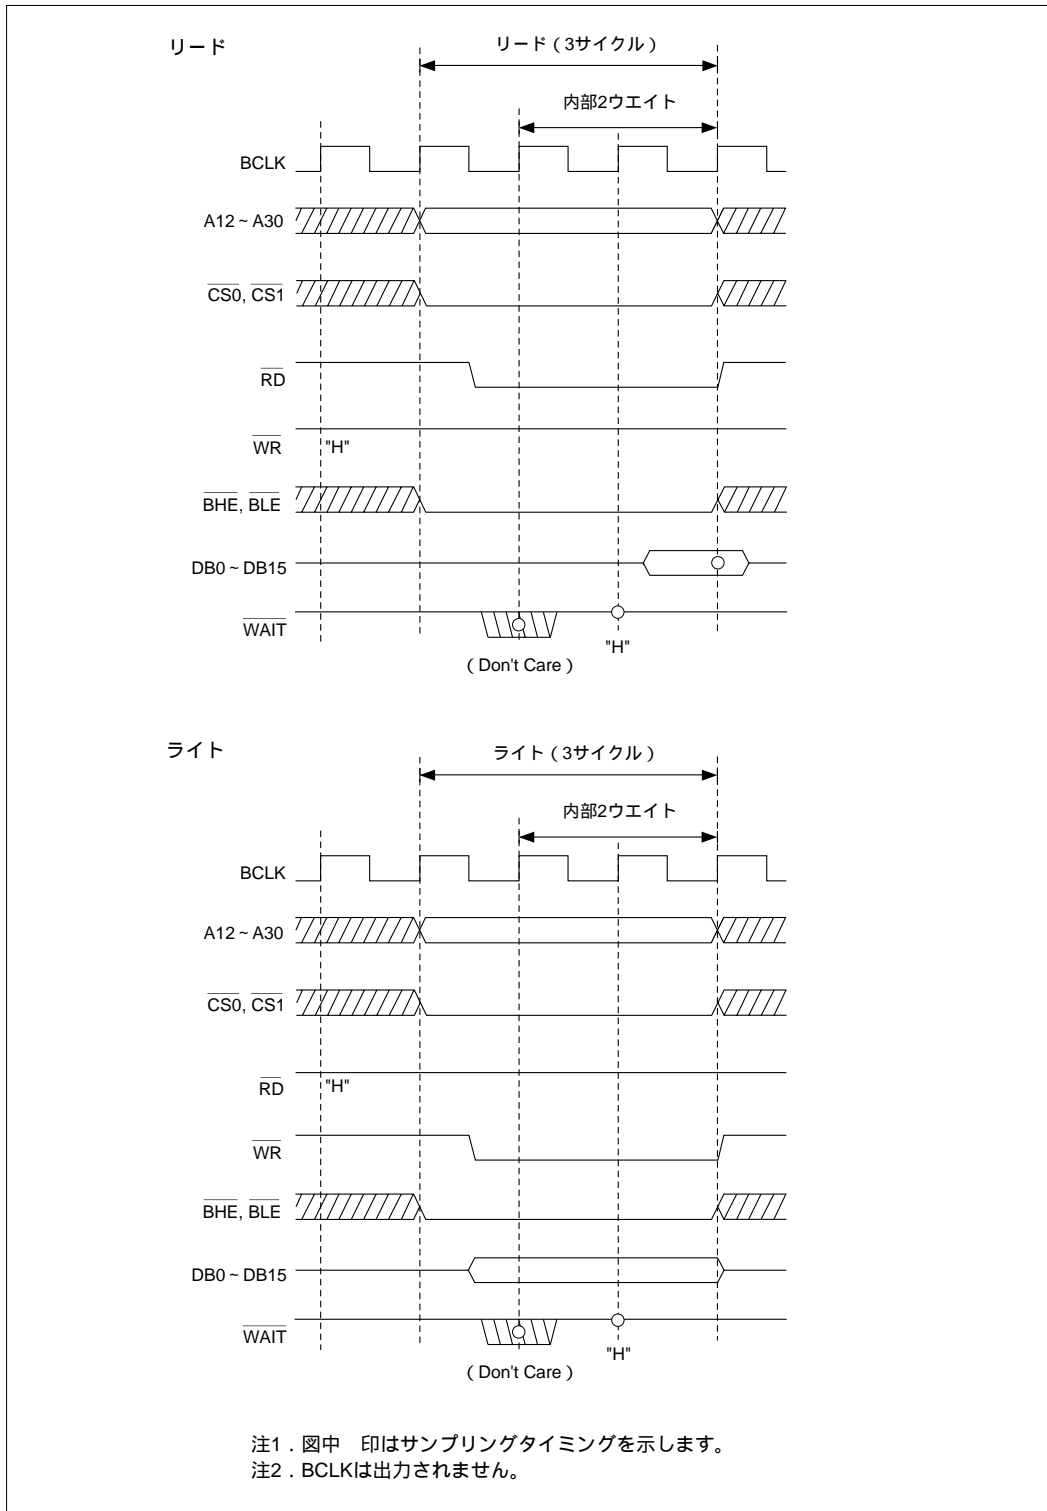 リード
リード（3サイクル）
内部2ウエイト
BCLK
A12～A30
CS0, CS1
RD
WR "H"
BHE, BLE
DB0～DB15
WAIT
"H"
（Don't Care）
ライト
ライト（3サイクル）
内部2ウエイト
BCLK
A12～A30
CS0, CS1
RD "H"
WR
BHE, BLE
DB0～DB15
WAIT
"H"
（Don't Care）
注1．図中　印はサンプリングタイミングを示します。
注2．BCLKは出力されません。